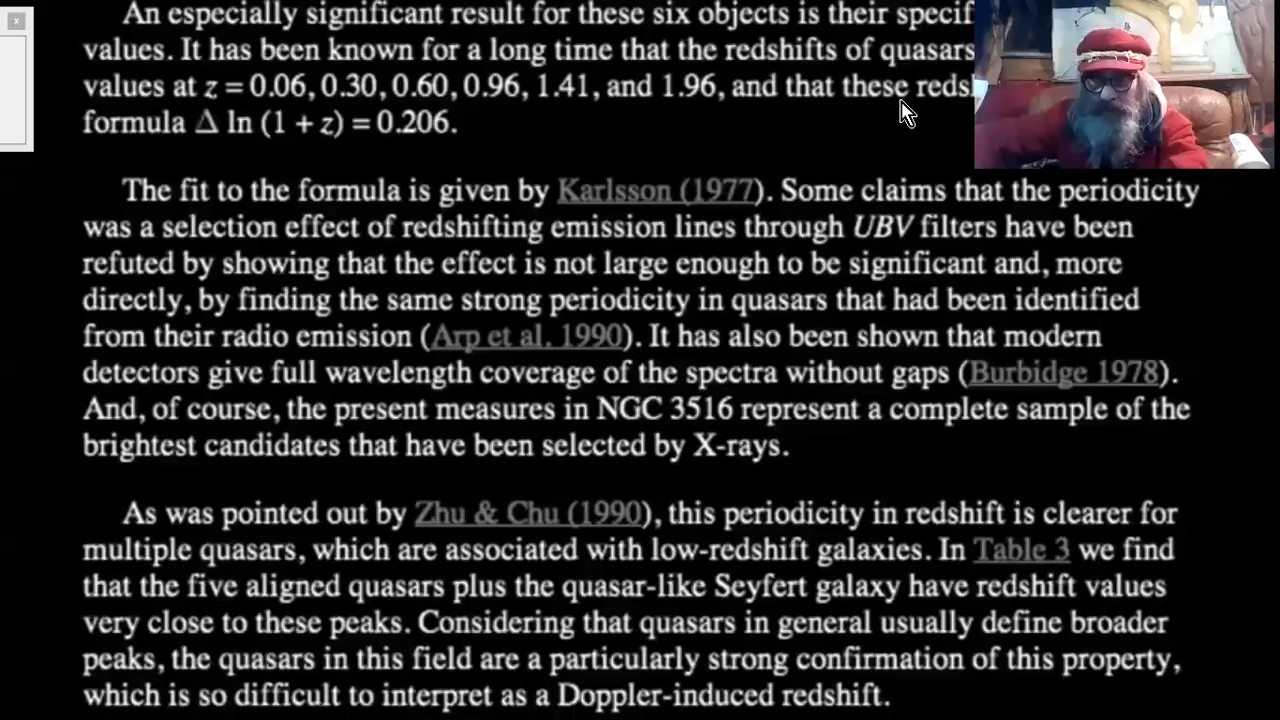 An especially significant result for these six objects is their specif
values. It has been known for a long time that the redshifts of quasars
values at z = 0.06, 0.30, 0.60, 0.96, 1.41, and 1.96, and that these reds
formula Δ ln (1 + z) = 0.206.
The fit to the formula is given by Karlsson (1977). Some claims that the periodicity
was a selection effect of redshifting emission lines through UBV filters have been
refuted by showing that the effect is not large enough to be significant and, more
directly, by finding the same strong periodicity in quasars that had been identified
from their radio emission (Arp et al. 1990). It has also been shown that modern
detectors give full wavelength coverage of the spectra without gaps (Burbidge 1978).
And, of course, the present measures in NGC 3516 represent a complete sample of the
brightest candidates that have been selected by X-rays.
As was pointed out by Zhu & Chu (1990), this periodicity in redshift is clearer for
multiple quasars, which are associated with low-redshift galaxies. In Table 3 we find
that the five aligned quasars plus the quasar-like Seyfert galaxy have redshift values
very close to these peaks. Considering that quasars in general usually define broader
peaks, the quasars in this field are a particularly strong confirmation of this property,
which is so difficult to interpret as a Doppler-induced redshift.